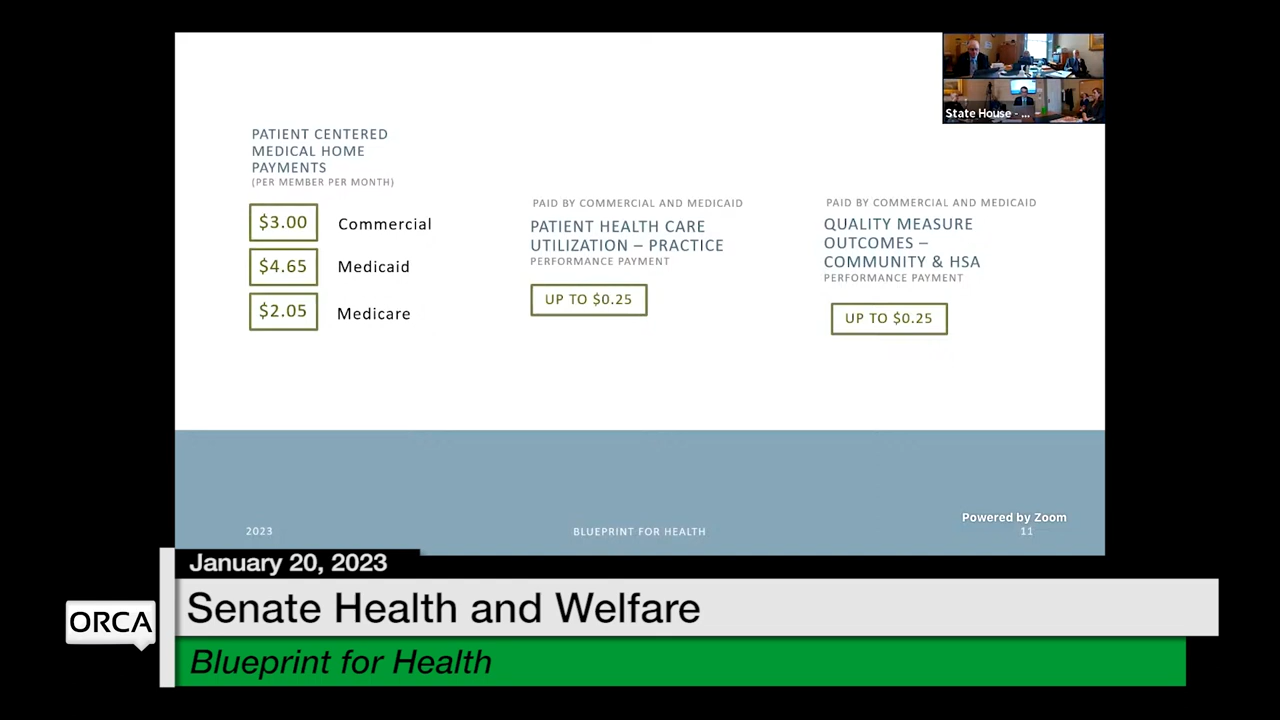 State House - ...
PATIENT CENTERED
MEDICAL HOME
PAYMENTS
(PER MEMBER PER MONTH)
$3.00 Commercial
$4.65 Medicaid
$2.05 Medicare
PAID BY COMMERCIAL AND MEDICAID
PATIENT HEALTH CARE
UTILIZATION – PRACTICE
PERFORMANCE PAYMENT
UP TO $0.25
PAID BY COMMERCIAL AND MEDICAID
QUALITY MEASURE
OUTCOMES –
COMMUNITY & HSA
PERFORMANCE PAYMENT
UP TO $0.25
Powered by Zoom
2023 BLUEPRINT FOR HEALTH 11
January 20, 2023
ORCA
Senate Health and Welfare
Blueprint for Health